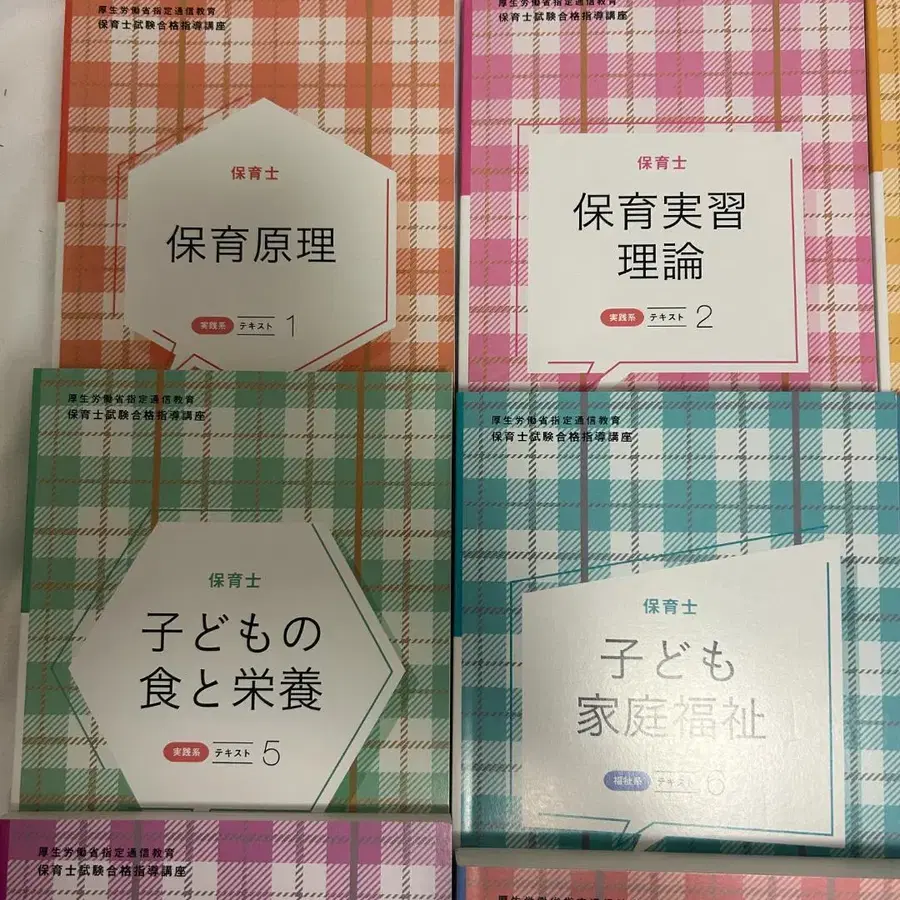 厚生労働省指定通信教育
保育士試験合格指導講座
保育士
保育原理
実践系 テキスト 1
厚生労働省指定通信教育
保育士試験合格指導講座
保育士
保育実習
理論
実践系 テキスト 2
厚生労働省指定通信教育
保育士試験合格指導講座
保育士
子どもの
食と栄養
実践系 テキスト 5
厚生労働省指定通信教育
保育士試験合格指導講座
保育士
子ども
家庭福祉
福祉系 テキスト 6
厚生労働省指定通信教育
保育士試験合格指導講座